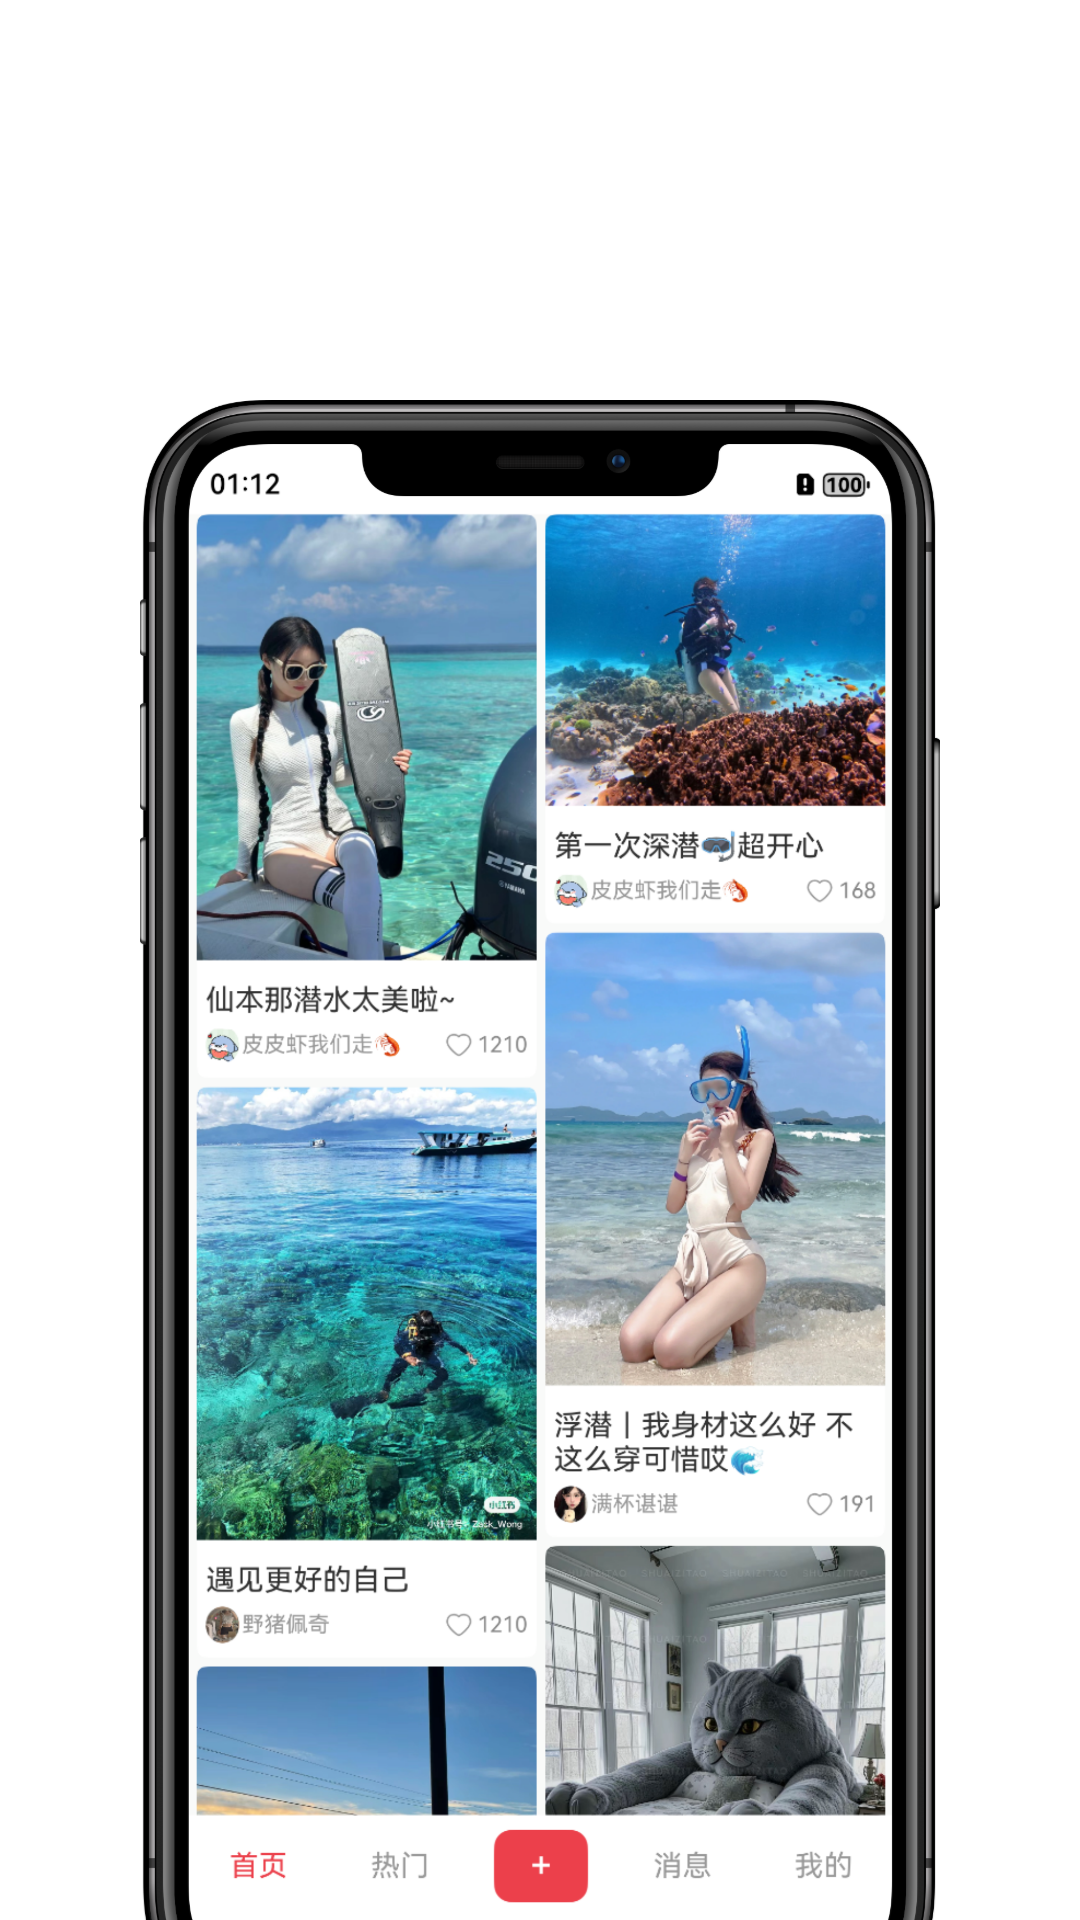 01:12
100
250
YAMAHA
仙本那潜水太美啦~
皮皮虾我们走🦐
1210
第一次深潜🤿超开心
皮皮虾我们走🦐
168
小红书
小红书号: Zack_Wong
遇见更好的自己
野猪佩奇
1210
浮潜 | 我身材这么好 不
这么穿可惜哎🌊
满杯谌谌
191
首页
热门
+
消息
我的